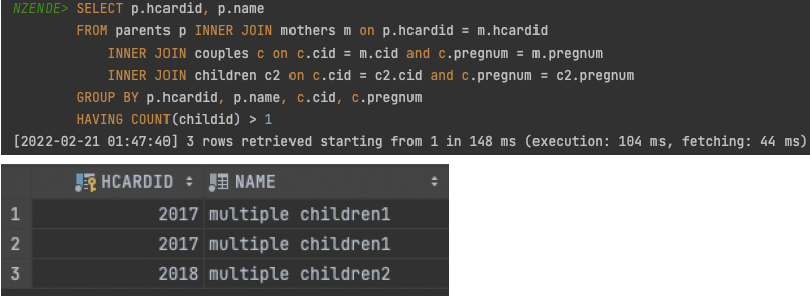 NZENDE> SELECT p.hcardid, p.name
FROM parents p INNER JOIN mothers m on p.hcardid = m.hcardid
INNER JOIN couples c on c.cid = m.cid and c.pregnum = m.pregnum
INNER JOIN children c2 on c.cid = c2.cid and c.pregnum = c2.pregnum
GROUP BY p.hcardid, p.name, c.cid, c.pregnum
HAVING COUNT(childid) > 1
[2022-02-21 01:47:40] 3 rows retrieved starting from 1 in 148 ms (execution: 104 ms, fetching: 44 ms)
HCARDID NAME
1 2017 multiple children1
2 2017 multiple children1
3 2018 multiple children2